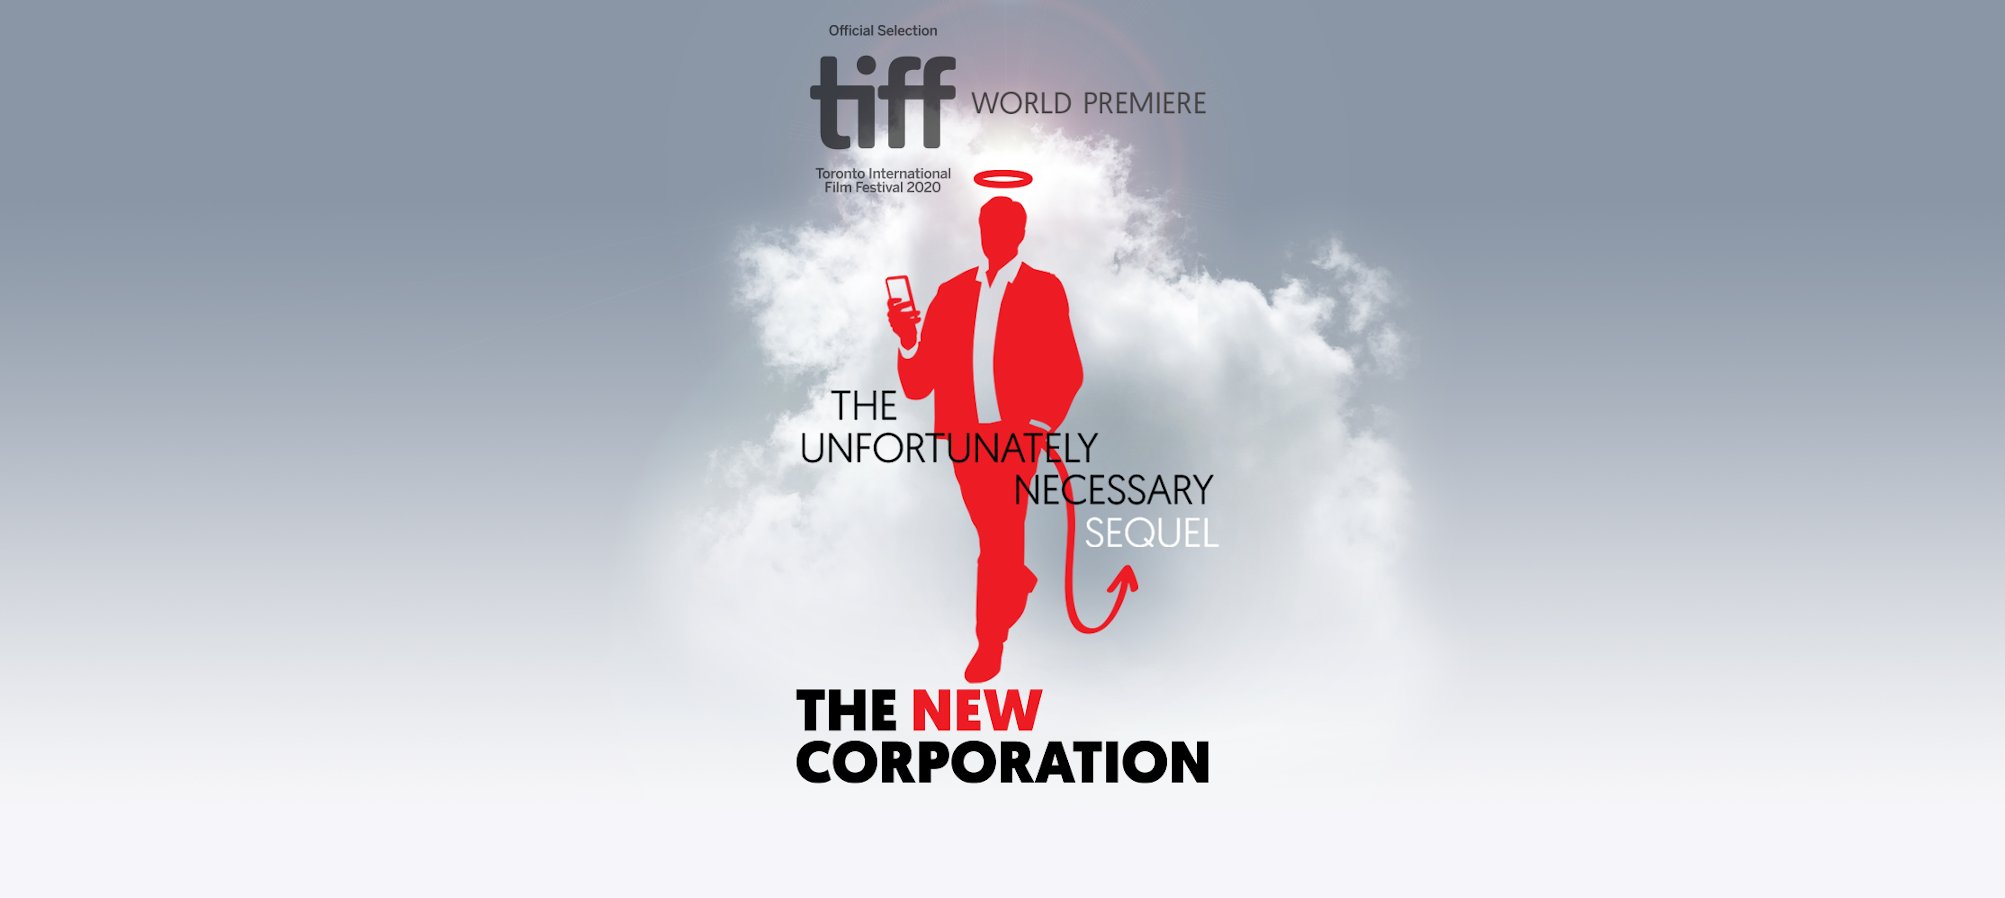 Official Selection
tiff
WORLD PREMIERE
Toronto International
Film Festival 2020
THE
UNFORTUNATELY
NECESSARY
SEQUEL
THE NEW
CORPORATION